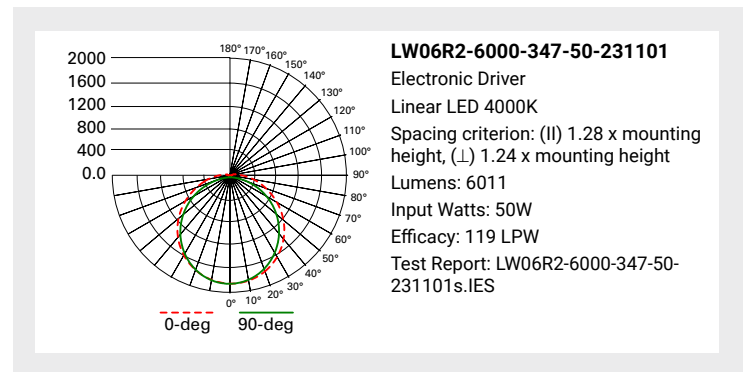 2000
1600
1200
800
400
0.0
180°
170°
160°
150°
140°
130°
120°
110°
100°
90°
80°
70°
60°
50°
40°
30°
20°
10°
0°
0-deg
90-deg
LW06R2-6000-347-50-231101
Electronic Driver
Linear LED 4000K
Spacing criterion: (II) 1.28 x mounting
height, (⊥) 1.24 x mounting height
Lumens: 6011
Input Watts: 50W
Efficacy: 119 LPW
Test Report: LW06R2-6000-347-50-
231101s.IES